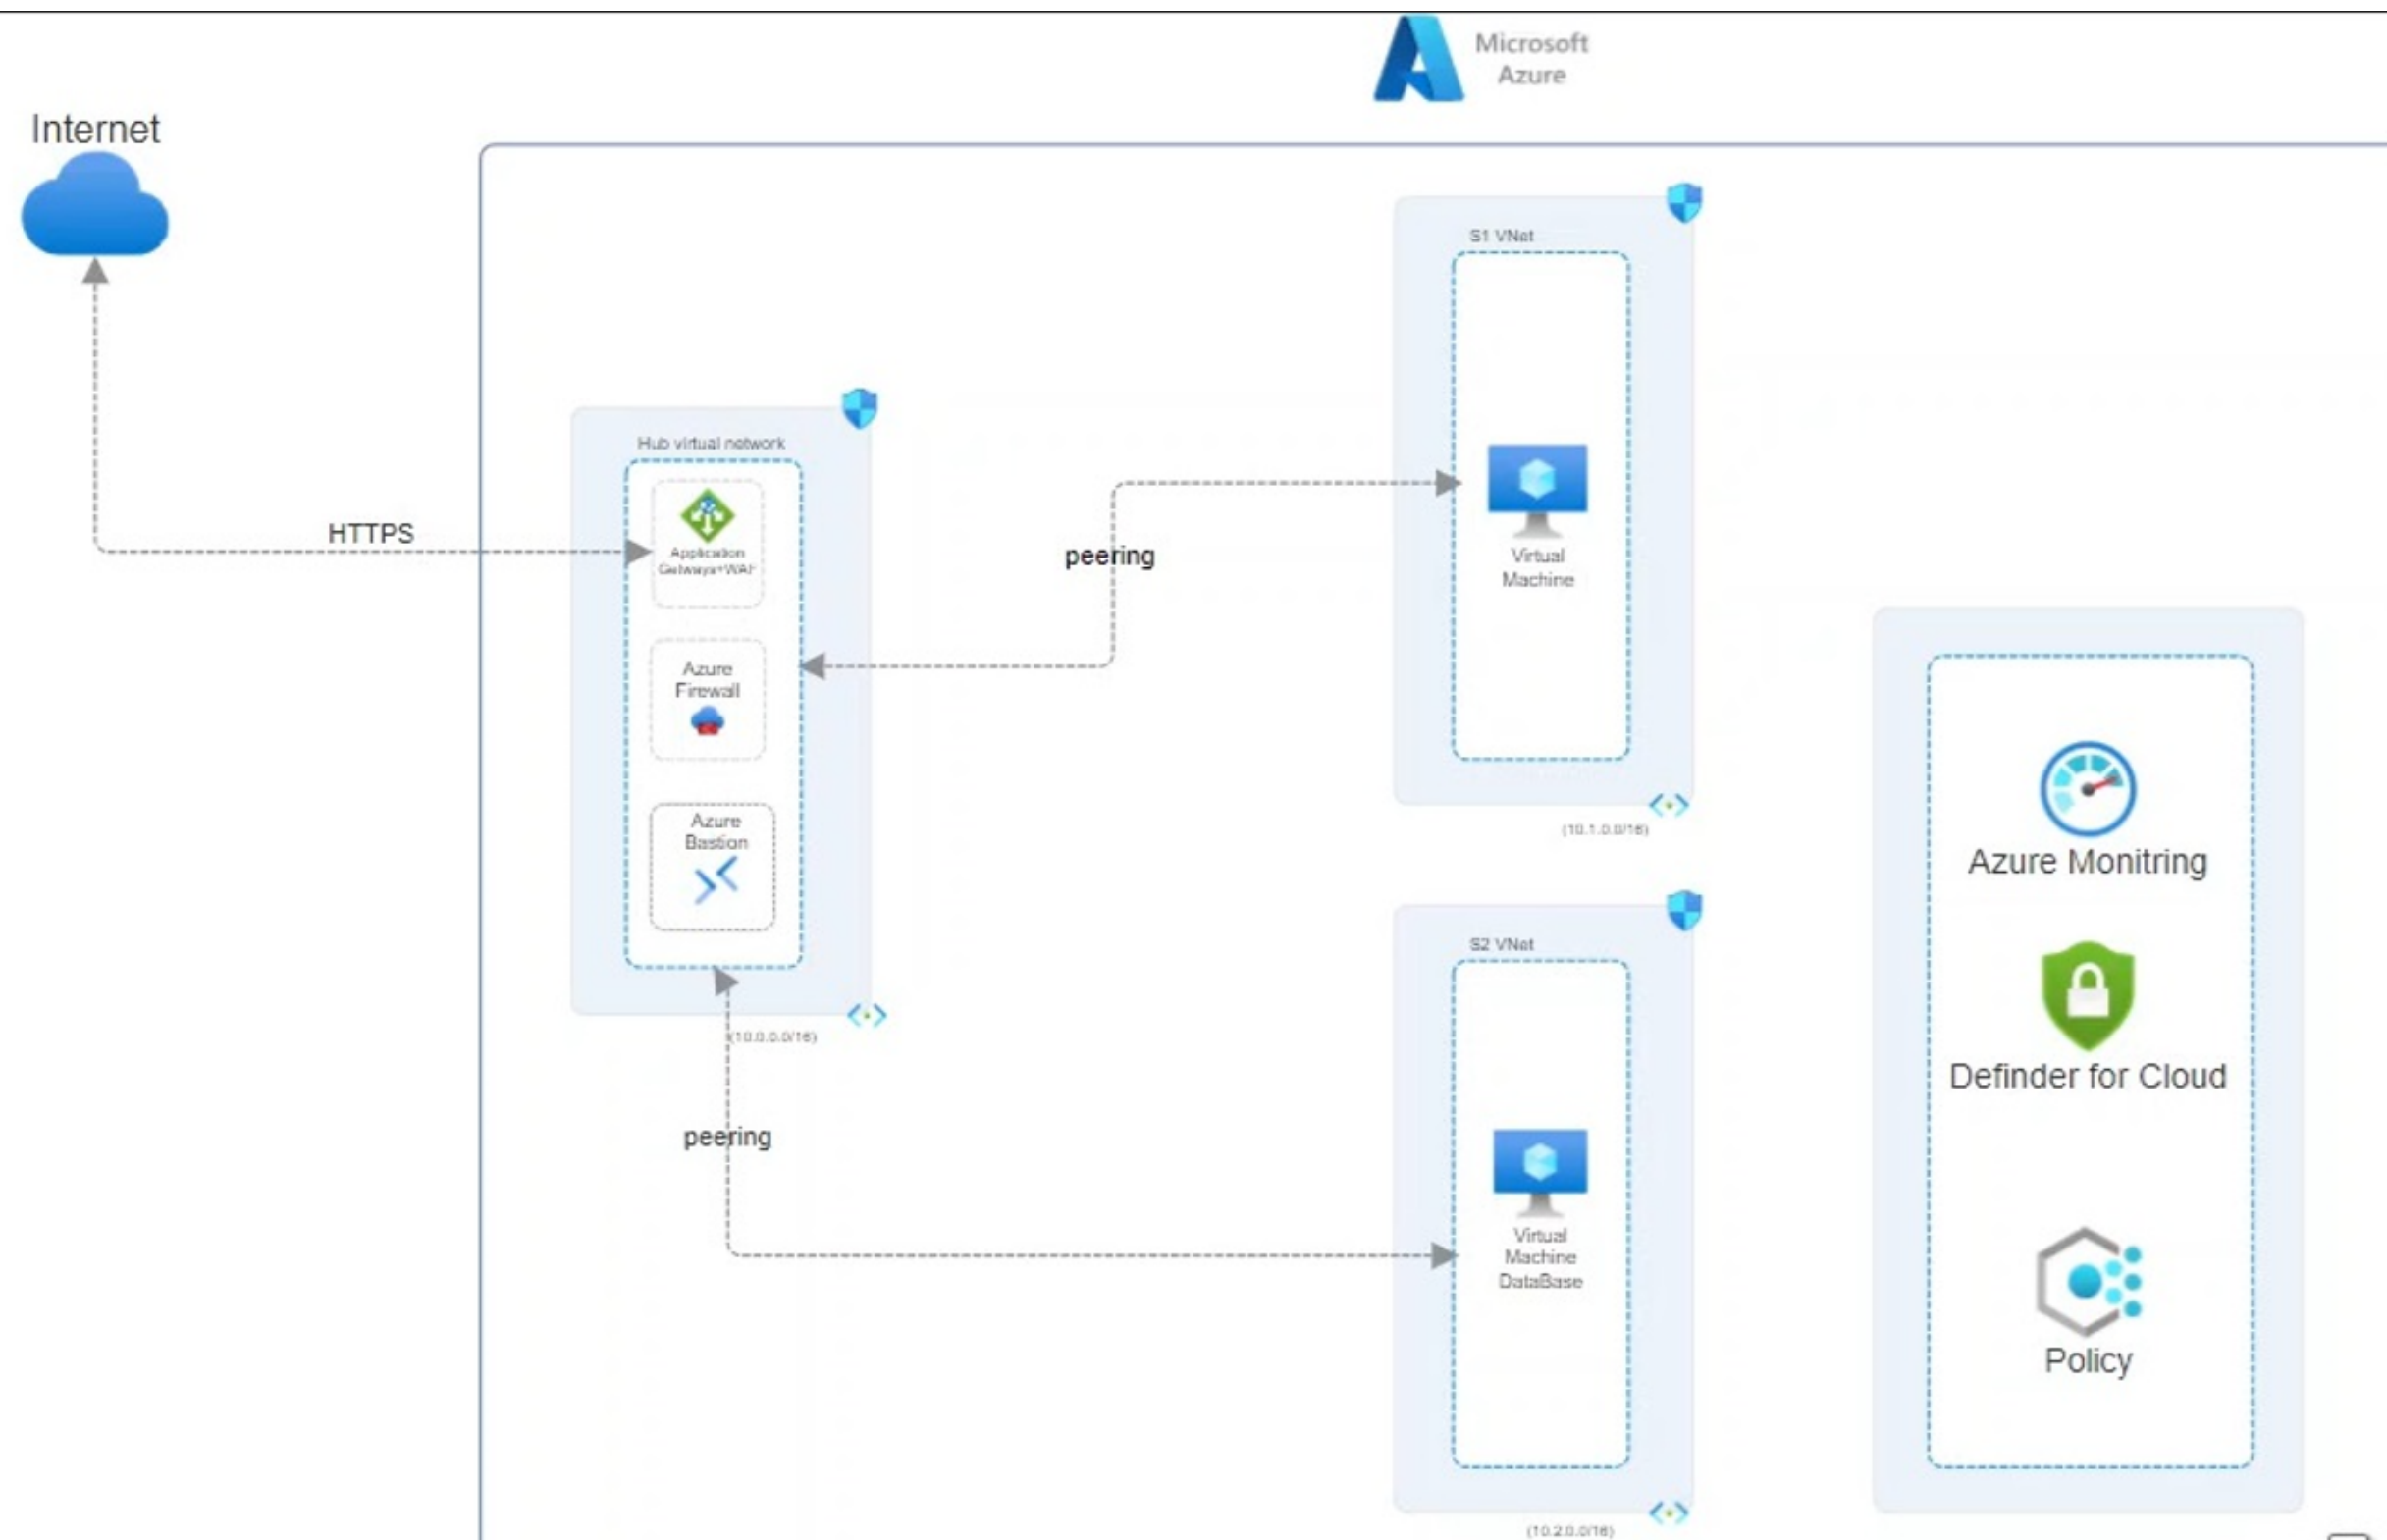 Microsoft
Azure
Internet
HTTPS
Hub virtual network
Application
Azure
Firewall
Azure
Bastion
(10.0.0.0/16)
peering
peering
S1 VNet
Virtual
Machine
(10.1.0.0/16)
S2 VNet
Virtual
Machine
DataBase
(10.2.0.0/16)
Azure Monitring
Definder for Cloud
Policy